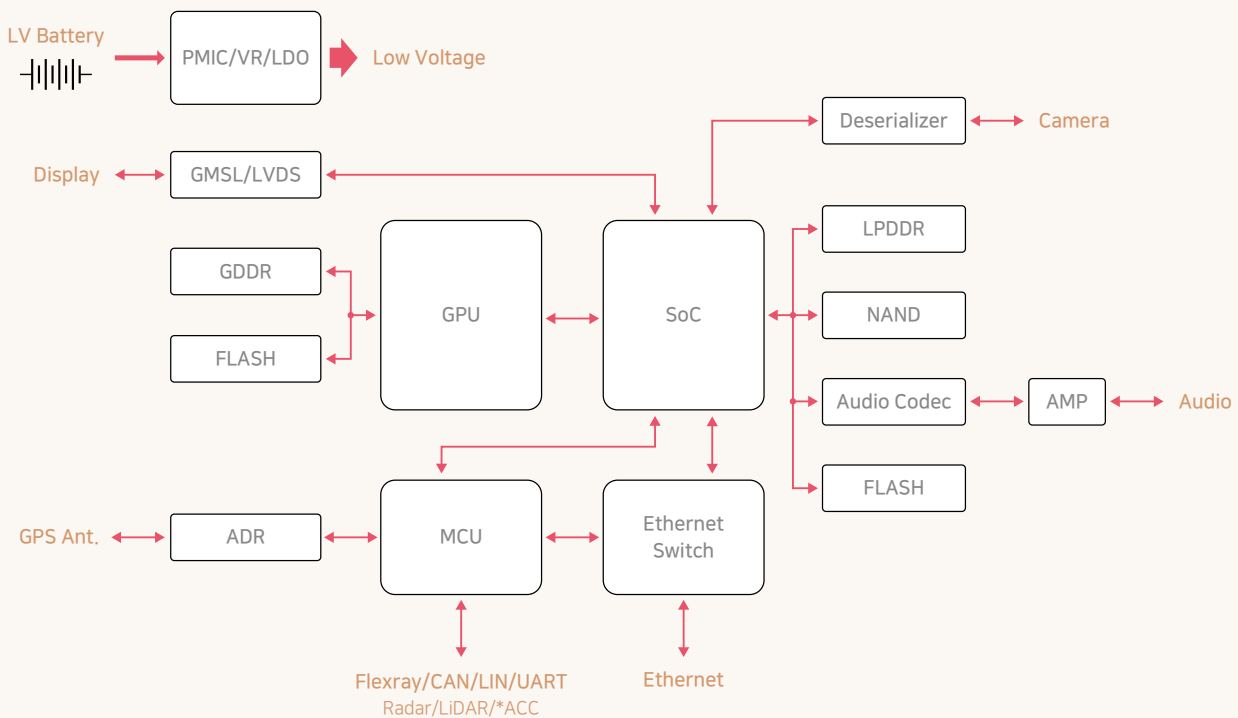 LV Battery
PMIC/VR/LDO
Low Voltage
Deserializer
Camera
Display
GMSL/LVDS
LPDDR
GDDR
GPU
SoC
NAND
FLASH
Audio Codec
AMP
Audio
FLASH
GPS Ant.
ADR
MCU
Ethernet
Switch
Flexray/CAN/LIN/UART
Radar/LiDAR/*ACC
Ethernet